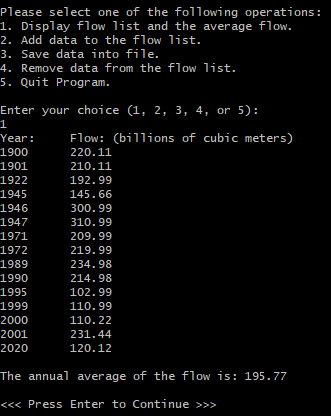 Please select one of the following operations:
1. Display flow list and the average flow.
2. Add data to the flow list.
3. Save data into file.
4. Remove data from the flow list.
5. Quit Program.
Enter your choice (1, 2, 3, 4, or 5):
1
Year: Flow: (billions of cubic meters)
1900 220.11
1901 210.11
1922 192.99
1945 145.66
1946 300.99
1947 310.99
1971 209.99
1972 219.99
1989 234.98
1990 214.98
1995 102.99
1999 110.99
2000 110.22
2001 231.44
2020 120.12
The annual average of the flow is: 195.77
<<< Press Enter to Continue >>>